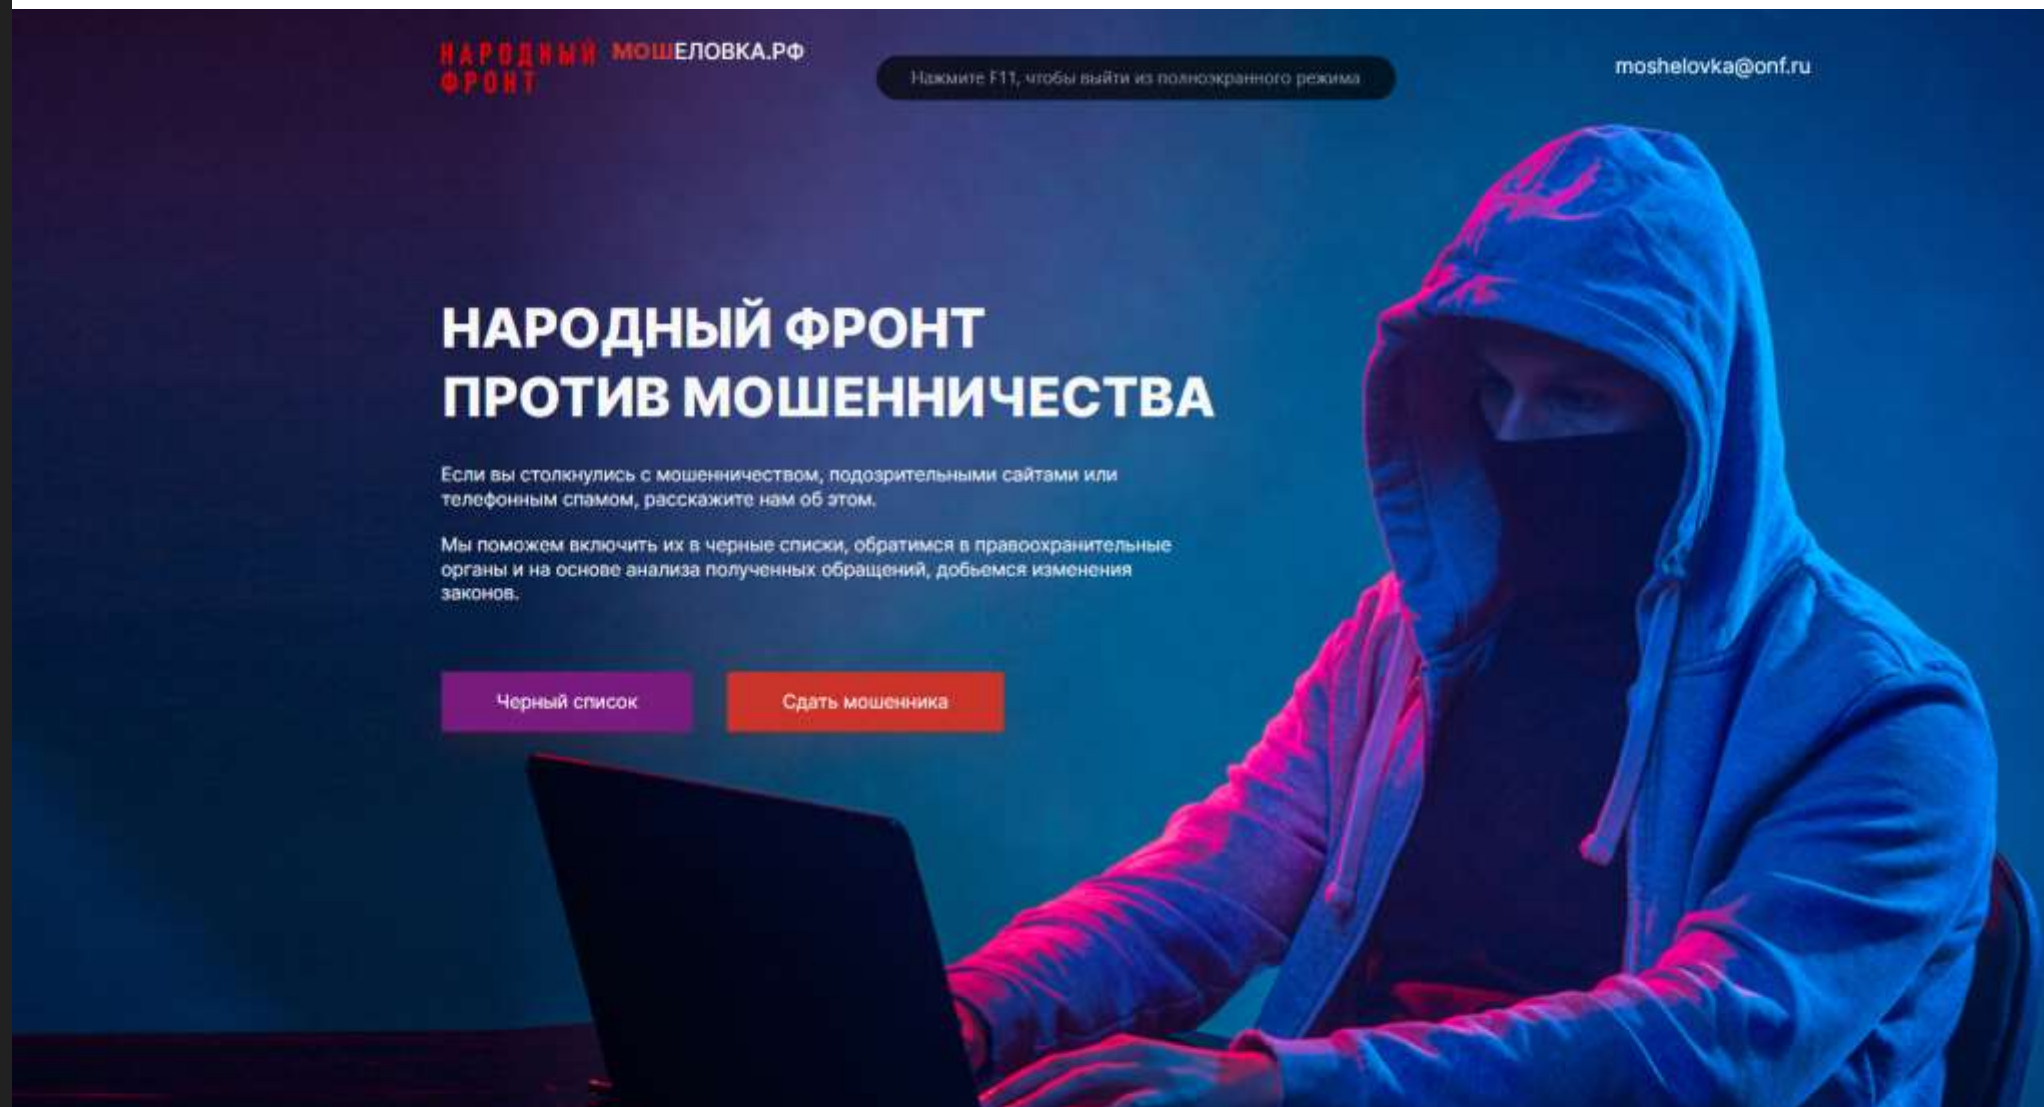 НАРОДНЫЙ
ФРОНТ
МОШЕЛОВКА.РФ
Нажмите F11, чтобы выйти из полноэкранного режима
moshelovka@onf.ru
НАРОДНЫЙ ФРОНТ
ПРОТИВ МОШЕННИЧЕСТВА
Если вы столкнулись с мошенничеством, подозрительными сайтами или
телефонным спамом, расскажите нам об этом.
Мы поможем включить их в черные списки, обратимся в правоохранительные
органы и на основе анализа полученных обращений, добьемся изменения
законов.
Черный список
Сдать мошенника